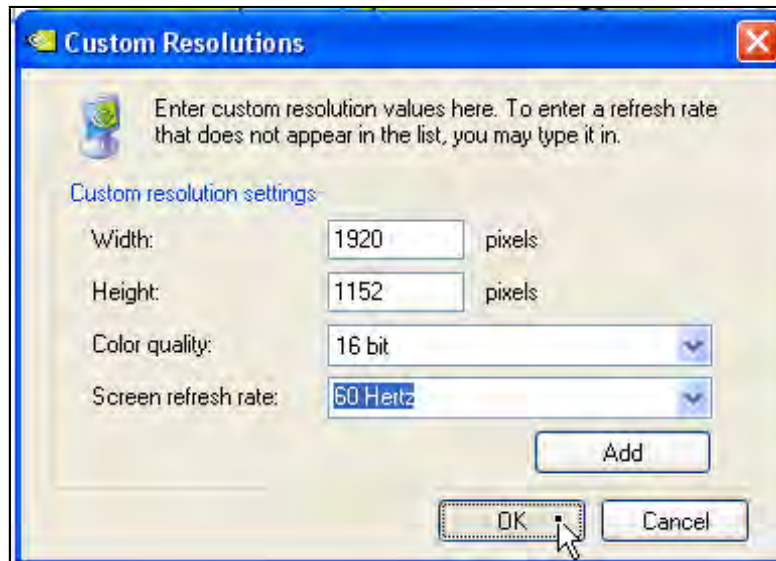 Custom Resolutions
Enter custom resolution values here. To enter a refresh rate
that does not appear in the list, you may type it in.
Custom resolution settings
Width: 1920 pixels
Height: 1152 pixels
Color quality: 16 bit
Screen refresh rate: 60 Hertz
Add
OK Cancel